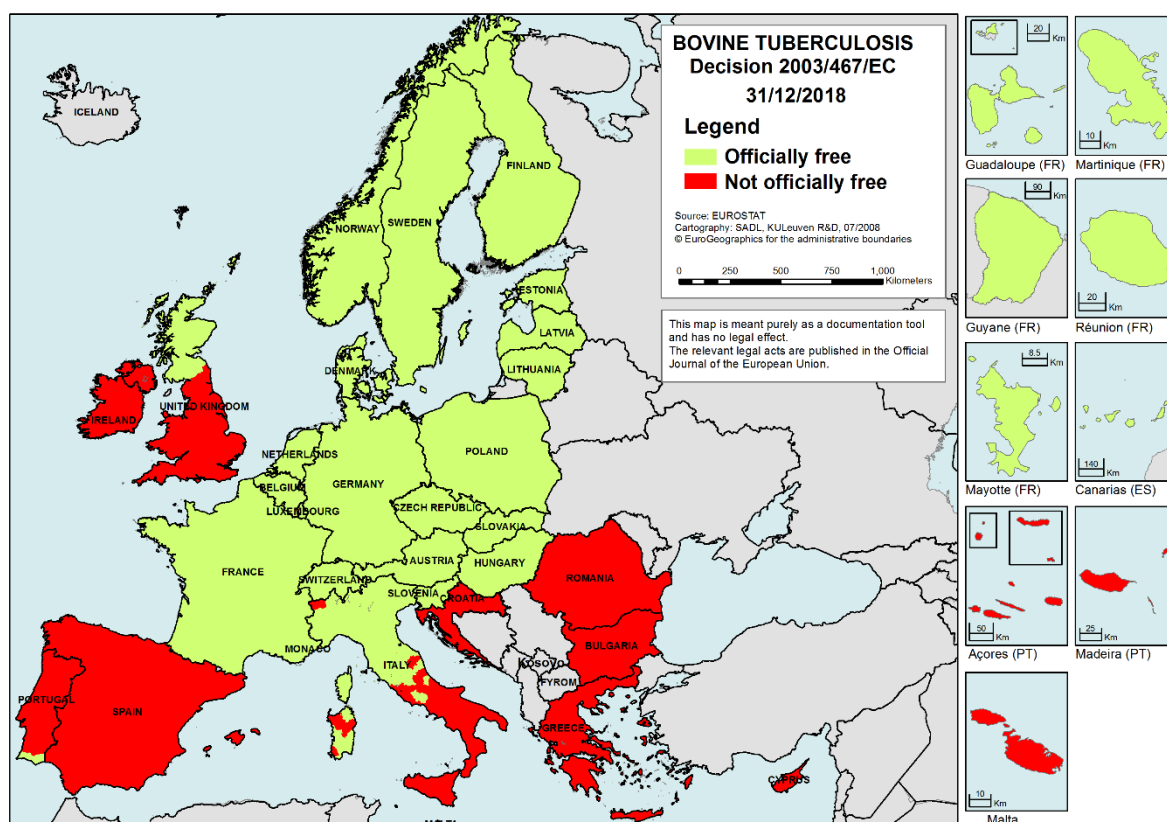 BOVINE TUBERCULOSIS
Decision 2003/467/EC
31/12/2018
Legend
Officially free
Not officially free
Source: EUROSTAT
Cartography: SADL, KULeuven R&D, 07/2008
© EuroGeographics for the administrative boundaries
0 250 500 750 1,000
Kilometers
This map is meant purely as a documentation tool
and has no legal effect.
The relevant legal acts are published in the Official
Journal of the European Union.
ICELAND
FINLAND
NORWAY
SWEDEN
ESTONIA
LATVIA
LITHUANIA
DENMARK
UNITED KINGDOM
IRELAND
NETHERLANDS
POLAND
BELGIUM
GERMANY
LUXEMBOURG
CZECH REPUBLIC
SLOVAKIA
AUSTRIA
HUNGARY
FRANCE
SWITZERLAND
SLOVENIA
CROATIA
ROMANIA
MONACO
ITALY
BULGARIA
Kosovo
FYROM
PORTUGAL
SPAIN
GREECE
CYPRUS
20
Km
Guadaloupe (FR)
10
Km
Martinique (FR)
90
Km
Guyane (FR)
20
Km
Réunion (FR)
8.5
Km
Mayotte (FR)
140
Km
Canarias (ES)
50
Km
Açores (PT)
25
Km
Madeira (PT)
10
Km
Malta